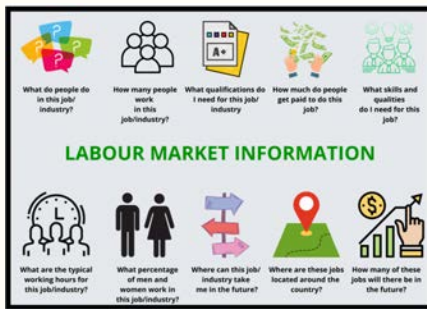 What do people do
in this job/
industry?
How many people
work
in this
job/industry?
What qualifications do
I need for this job/
industry
How much do people
get paid to do this
job?
What skills and
qualities
do I need for this
job?
LABOUR MARKET INFORMATION
What are the typical
working hours for
this job/industry?
What percentage
of men and
women work in
this job/industry?
Where can this job/
industry take
me in the future?
Where are these jobs
located around the
country?
How many of these
jobs will there be in
the future?
A+